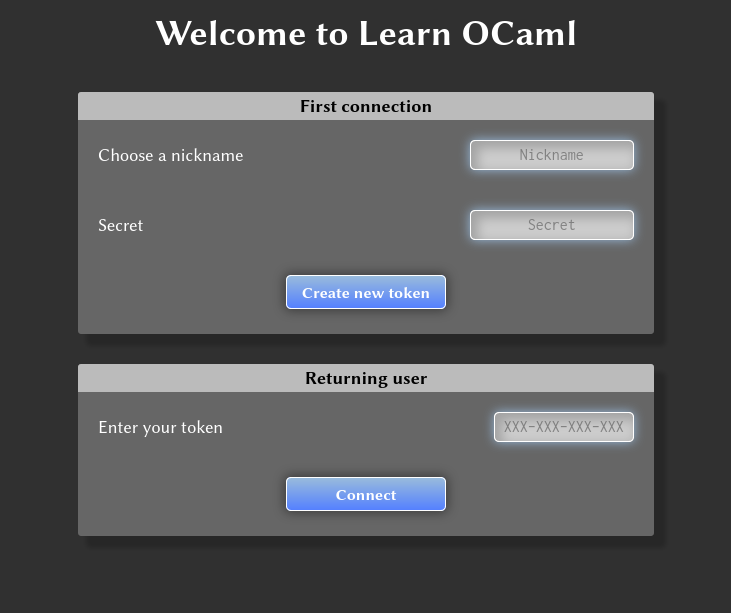 Welcome to Learn OCaml
First connection
Choose a nickname
Nickname
Secret
Secret
Create new token
Returning user
Enter your token
XXX-XXX-XXX-XXX
Connect